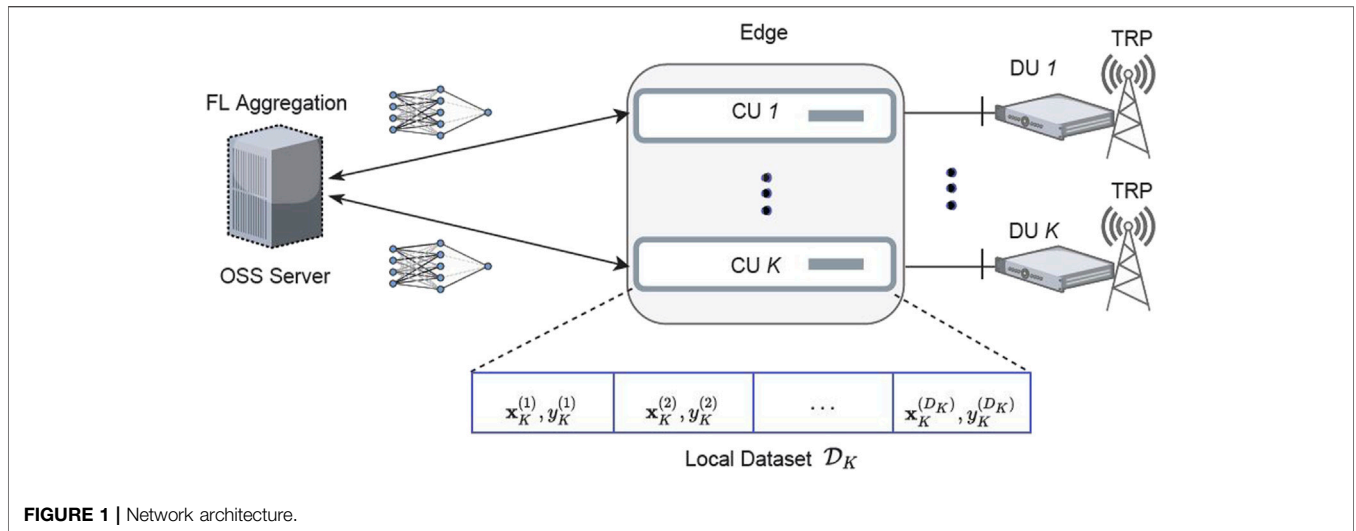 Edge
TRP
DU 1
FL Aggregation
CU 1
TRP
DU K
OSS Server
CU K
𝐱_K^{(1)}, y_K^{(1)} 𝐱_K^{(2)}, y_K^{(2)} ⋯ 𝐱_K^{(D_K)}, y_K^{(D_K)}
Local Dataset 𝒟_K
FIGURE 1 | Network architecture.